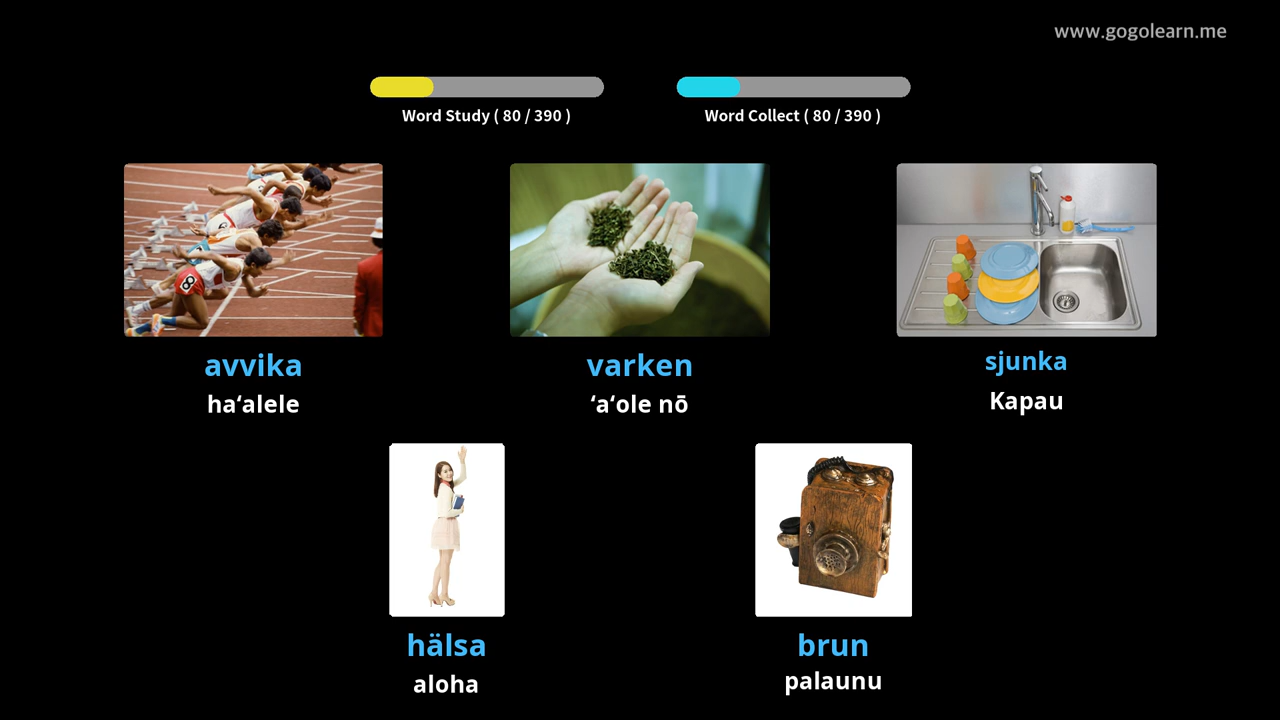 www.gogolearn.me
Word Study ( 80 / 390 )
Word Collect ( 80 / 390 )
8
avvika
haʻalele
varken
ʻaʻole nō
sjunka
Kapau
hälsa
aloha
brun
palaunu